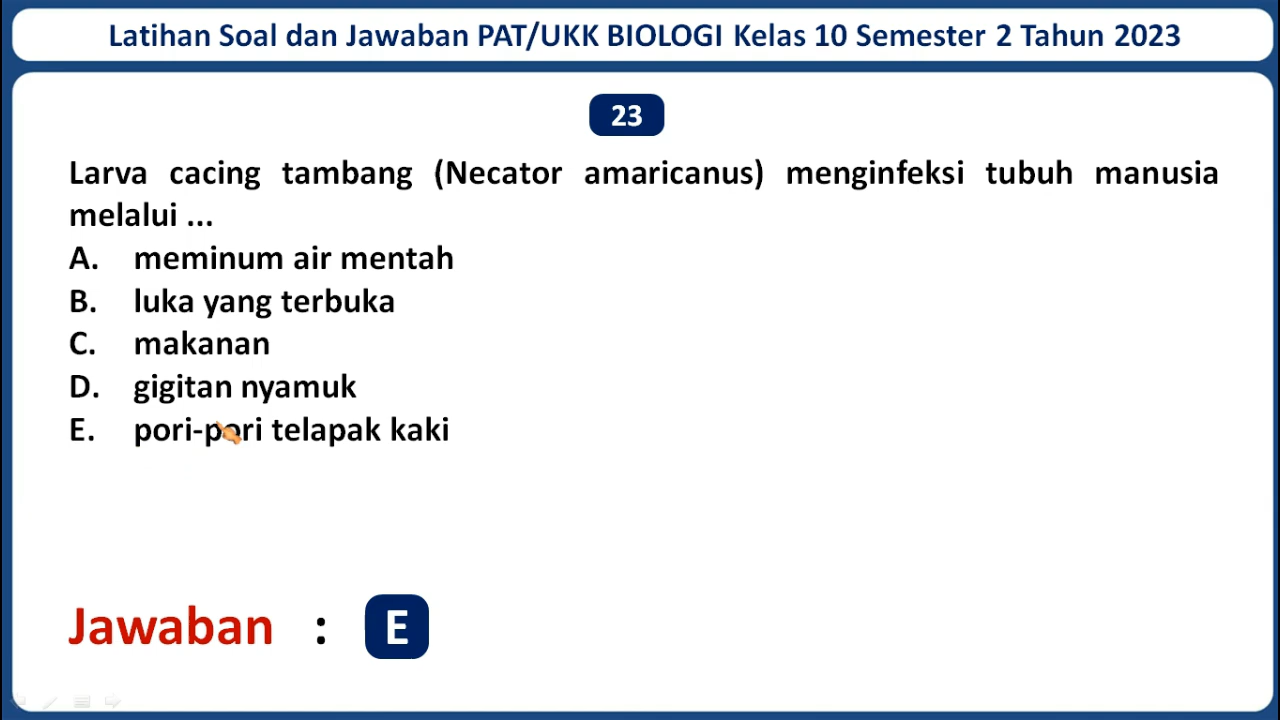 Latihan Soal dan Jawaban PAT/UKK BIOLOGI Kelas 10 Semester 2 Tahun 2023
23
Larva cacing tambang (Necator amaricanus) menginfeksi tubuh manusia
melalui ...
A. meminum air mentah
B. luka yang terbuka
C. makanan
D. gigitan nyamuk
E. pori-pori telapak kaki
Jawaban : E